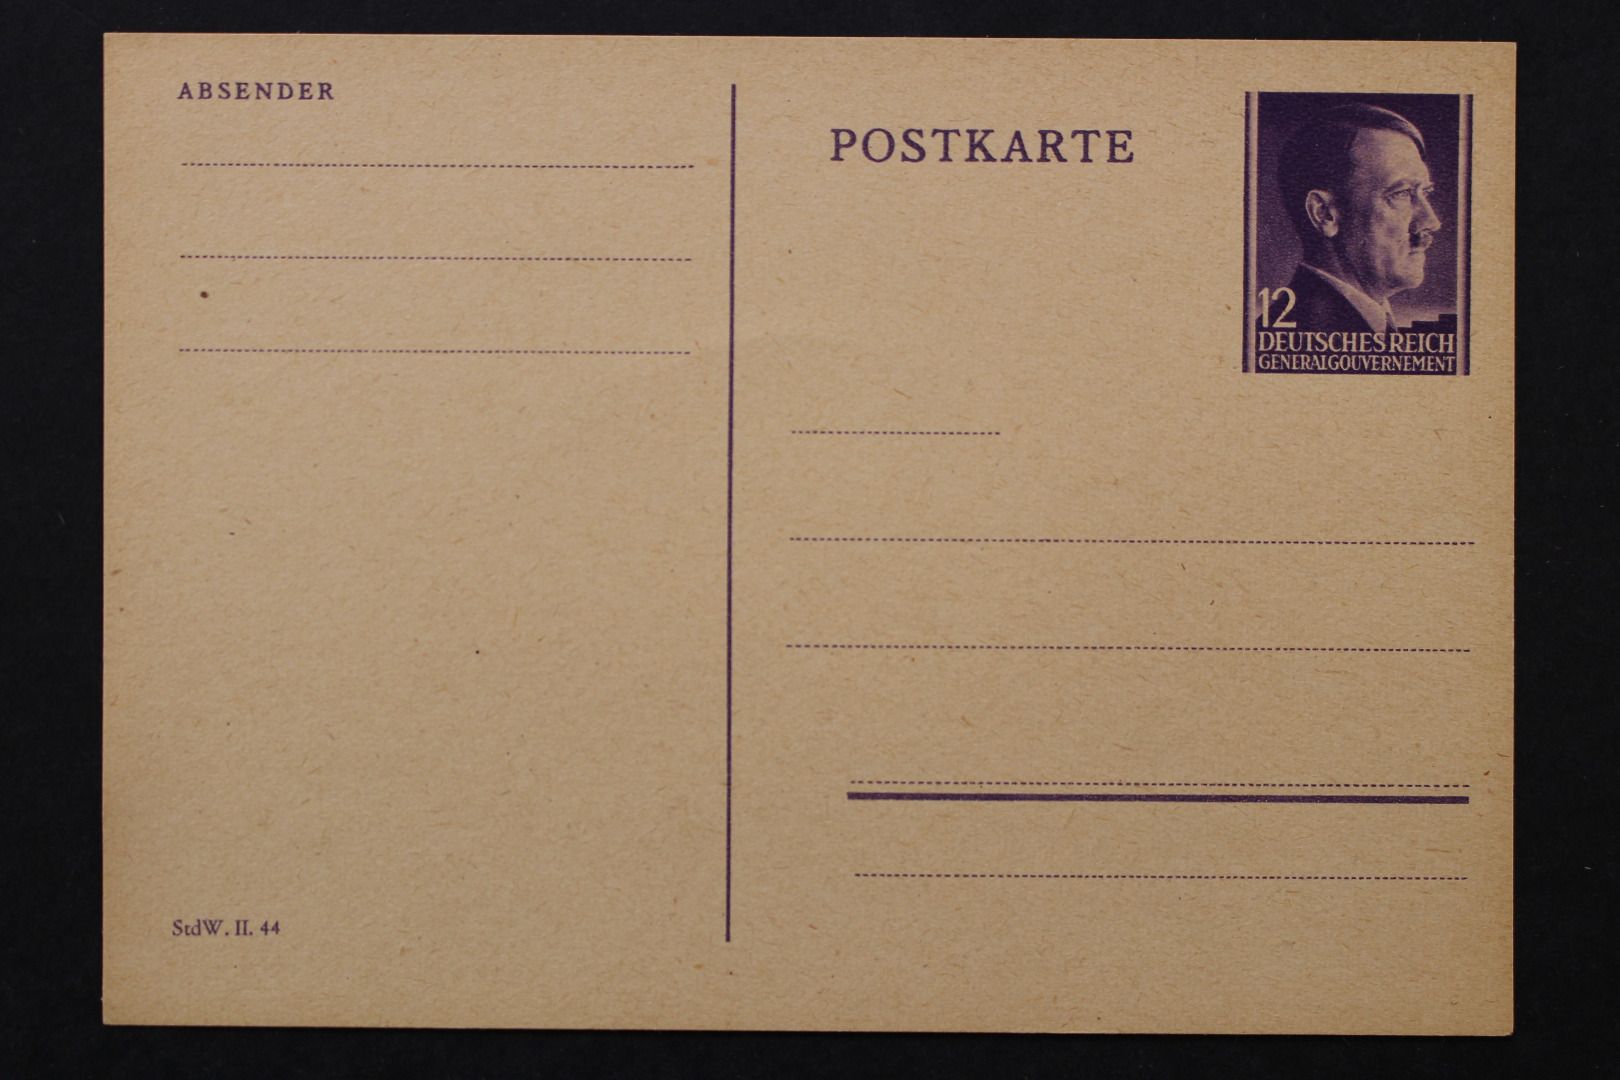 ABSENDER
POSTKARTE
12
DEUTSCHES REICH
GENERALGOUVERNEMENT
StdW. II. 44